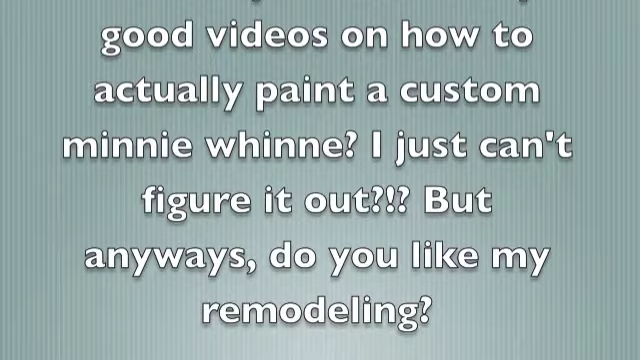 good videos on how to
actually paint a custom
minnie whinne? I just can't
figure it out?!? But
anyways, do you like my
remodeling?